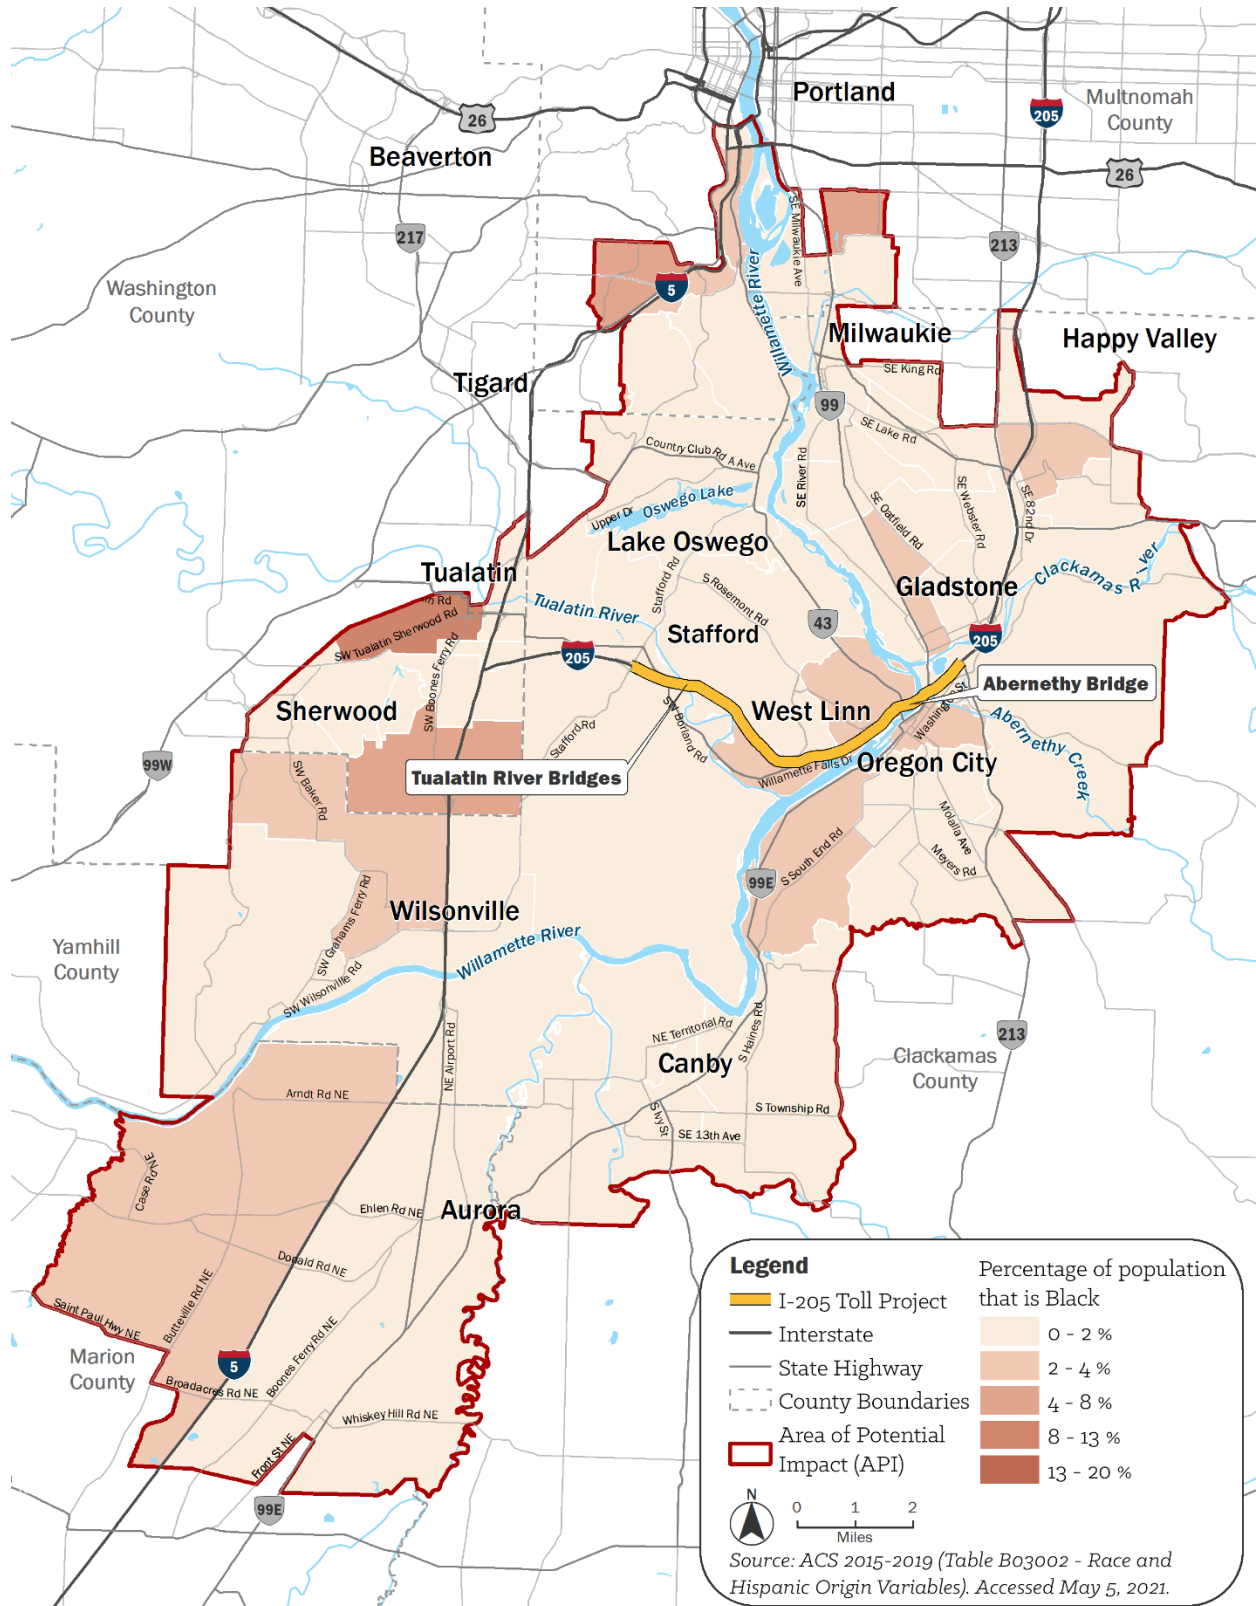 Portland
Multnomah
County
205
26
Beaverton
26
217
213
SE Milwaukie Ave
Willamette River
Washington
County
5
Milwaukie
Happy Valley
SE King Rd
Tigard
99
SE Lake Rd
Country Club Rd
A Ave
SE River Rd
SE Webster Rd
SE Oatfield Rd
SE 82nd Dr
Upper Dr
Oswego Lake
Lake Oswego
Stafford Rd
S Rosemont Rd
Tualatin
Gladstone
Clackamas River
Tualatin River
SW Tualatin Sherwood Rd
SW Boones Ferry Rd
Stafford
43
205
205
Abernethy Bridge
Washington St
Sherwood
West Linn
SW Borland Rd
Stafford Rd
Abernethy
Creek
99W
SW Baker Rd
Tualatin River Bridges
Willamette Falls Dr
Oregon City
Molalla Ave
Meyers Rd
S South End Rd
99E
Wilsonville
SW Grahams Ferry Rd
Willamette River
Yamhill
County
SW Wilsonville Rd
NE Airport Rd
NE Territorial Rd
S Haines Rd
213
Canby
Clackamas
County
Arndt Rd NE
S Ivy St
S Township Rd
SE 13th Ave
Case Rd NE
Ehlen Rd NE
Aurora
Donald Rd NE
Butteville Rd NE
Saint Paul Hwy NE
Marion
County
5
Boones Ferry Rd NE
Broadacres Rd NE
Whiskey Hill Rd NE
Front St NE
99E
Legend
I-205 Toll Project
Interstate
State Highway
County Boundaries
Area of Potential
Impact (API)
Percentage of population
that is Black
0 - 2 %
2 - 4 %
4 - 8 %
8 - 13 %
13 - 20 %
N
0 1 2
Miles
Source: ACS 2015-2019 (Table B03002 - Race and
Hispanic Origin Variables). Accessed May 5, 2021.